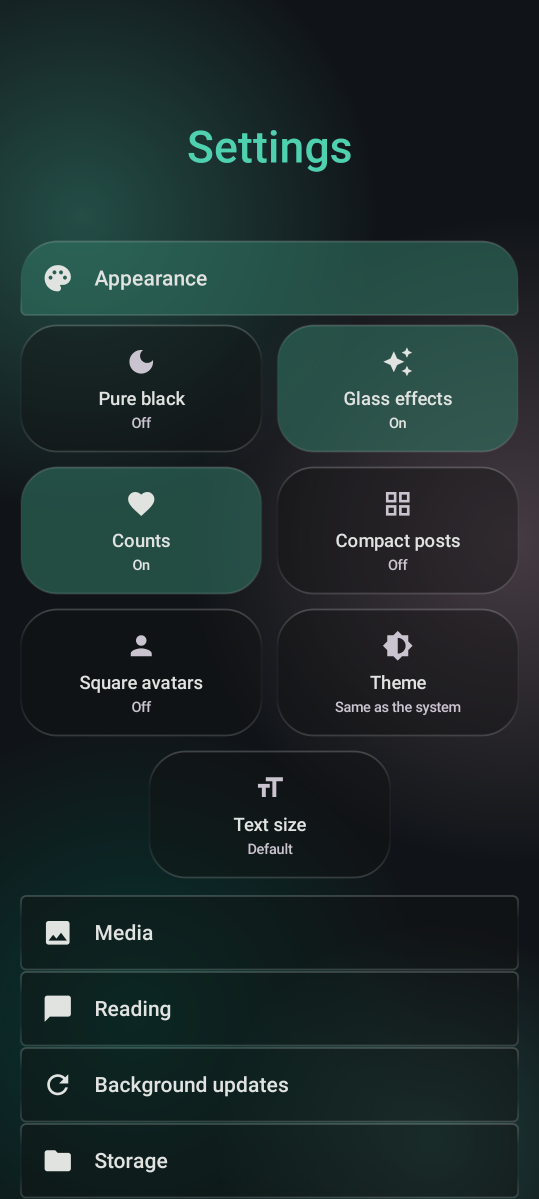 Settings
Appearance
Pure black
Off
Glass effects
On
Counts
On
Compact posts
Off
Square avatars
Off
Theme
Same as the system
Text size
Default
Media
Reading
Background updates
Storage